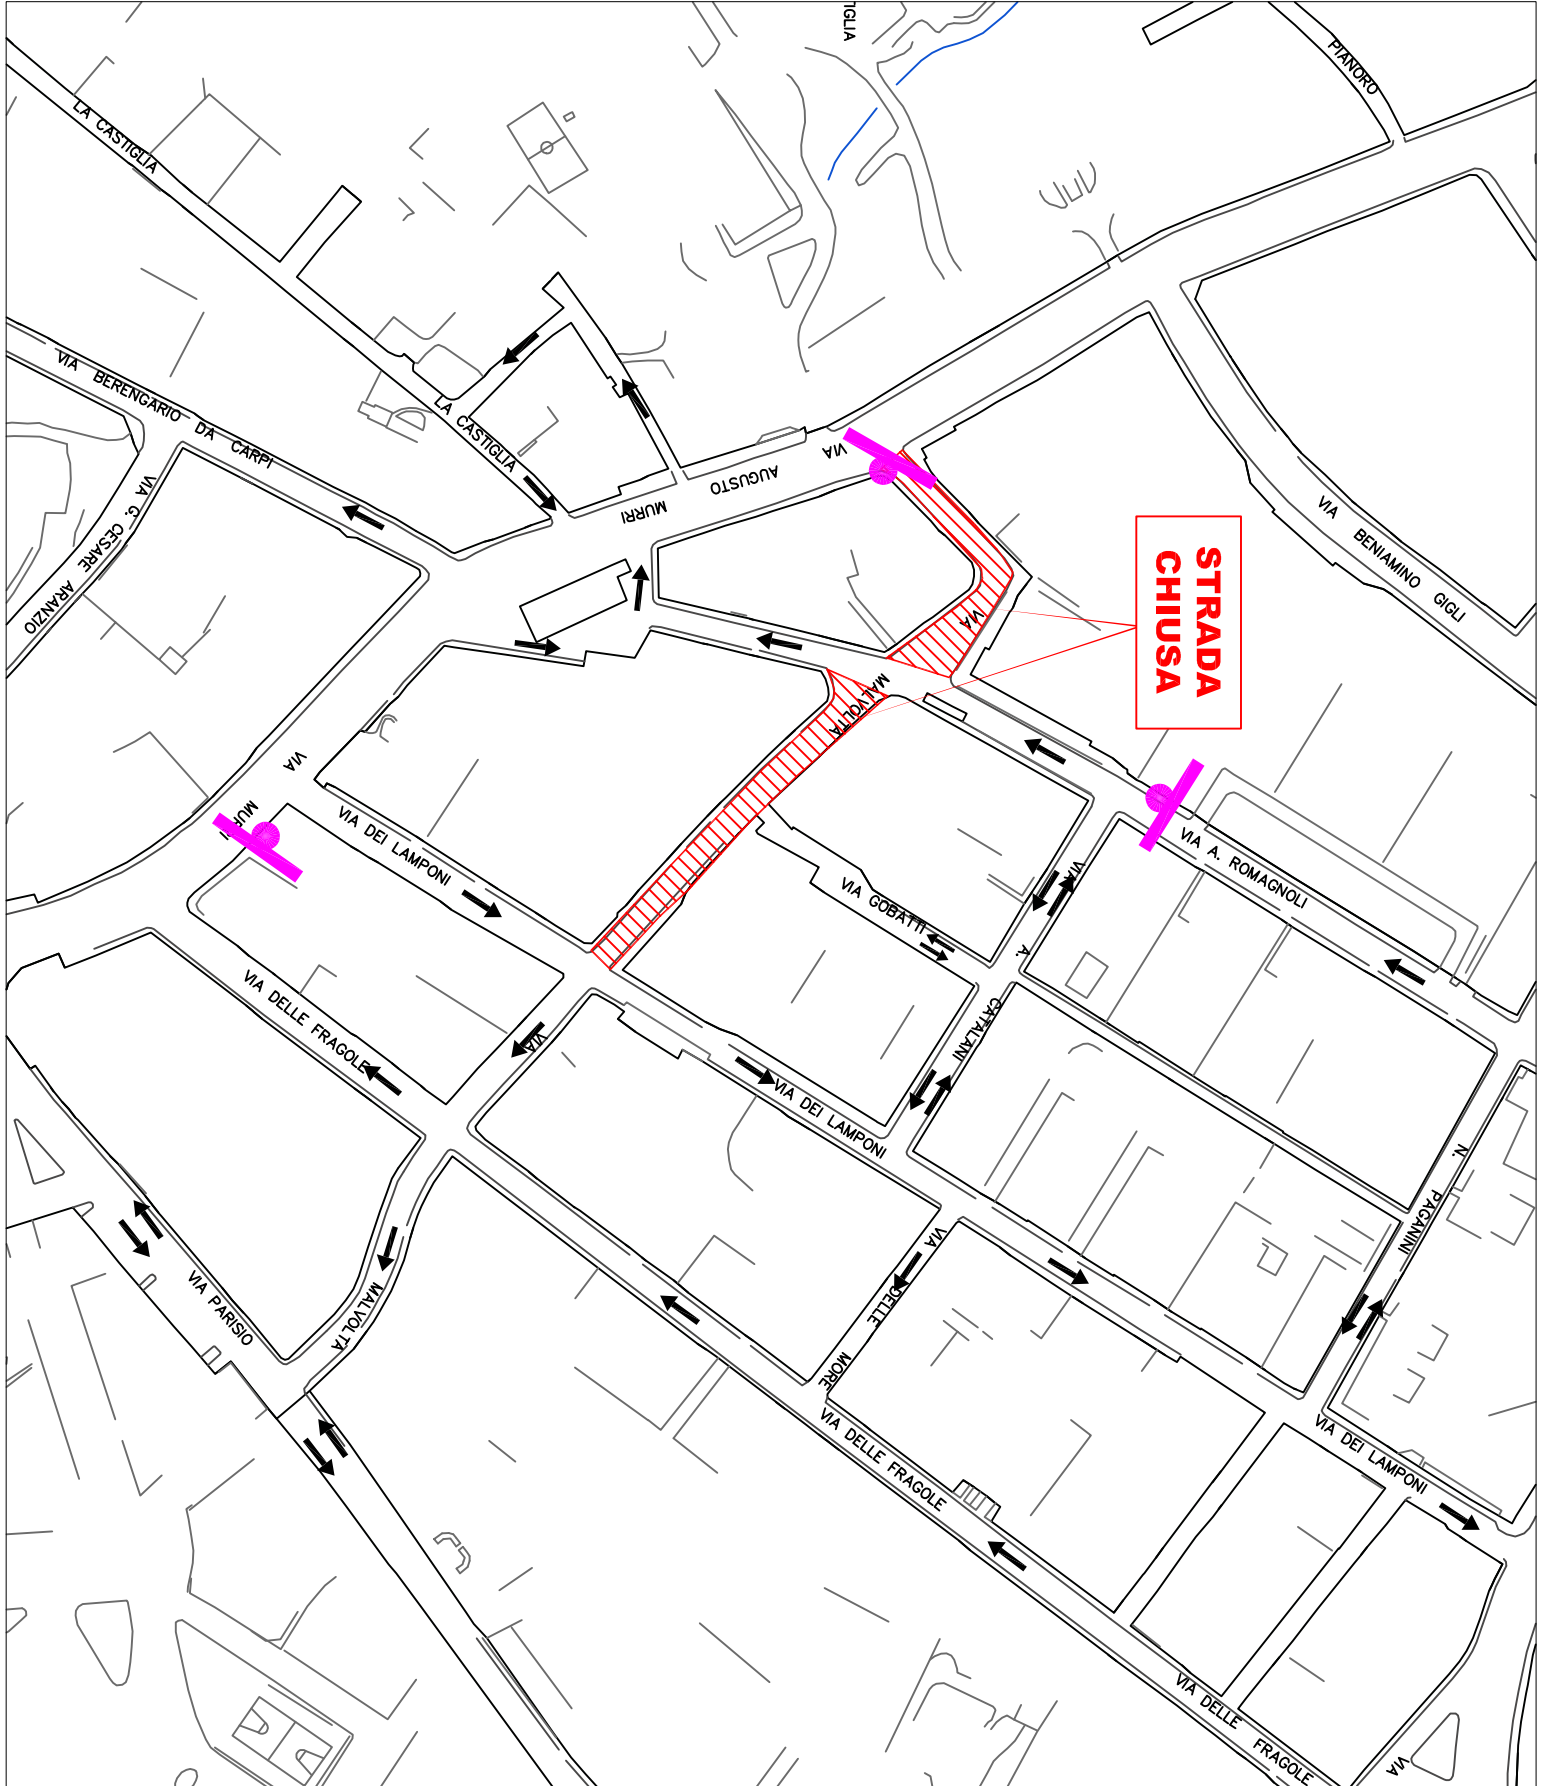 TIGLIA
PIANORO
LA CASTIGLIA
VIA BERENGARIO DA CARPI
LA CASTIGLIA
VIA G. CESARE ARANZIO
VIA AUGUSTO MURRI
VIA BENIAMINO GIGLI
STRADA
CHIUSA
VIA MALVOLTA
VIA MURRI
VIA DEI LAMPONI
VIA GOBATTI
VIA A. CATALANI
VIA A. ROMAGNOLI
VIA DELLE FRAGOLE
VIA MALVOLTA
VIA DEI LAMPONI
N. PAGANINI
VIA PARISIO
VIA DELLE MORE
VIA DELLE FRAGOLE
VIA DEI LAMPONI
VIA DELLE FRAGOLE
VIA